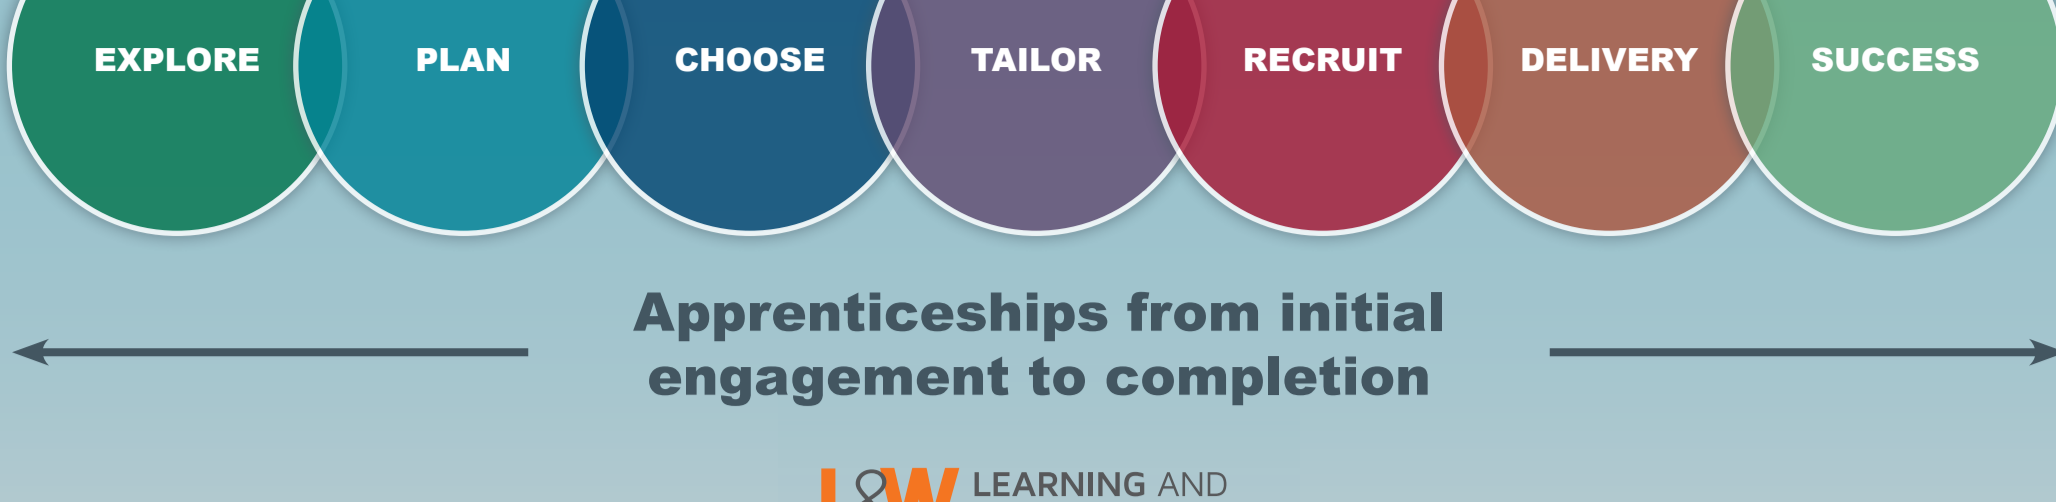 EXPLORE PLAN CHOOSE TAILOR RECRUIT DELIVERY SUCCESS
Apprenticeships from initial
engagement to completion
L&W LEARNING AND